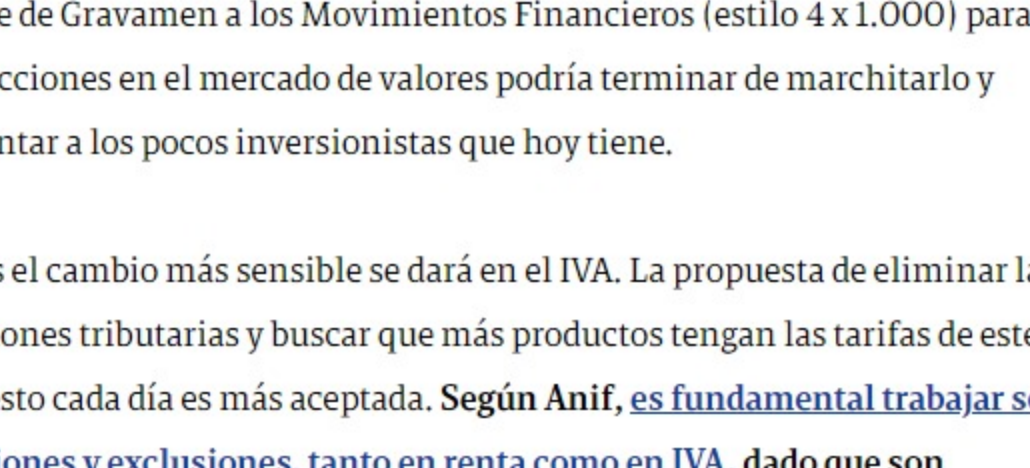 e de Gravamen a los Movimientos Financieros (estilo 4 x 1.000) para
cciones en el mercado de valores podría terminar de marchitarlo y
ntar a los pocos inversionistas que hoy tiene.
s el cambio más sensible se dará en el IVA. La propuesta de eliminar la
ones tributarias y buscar que más productos tengan las tarifas de este
sto cada día es más aceptada. Según Anif, es fundamental trabajar so
iones y exclusiones, tanto en renta como en IVA, dado que son